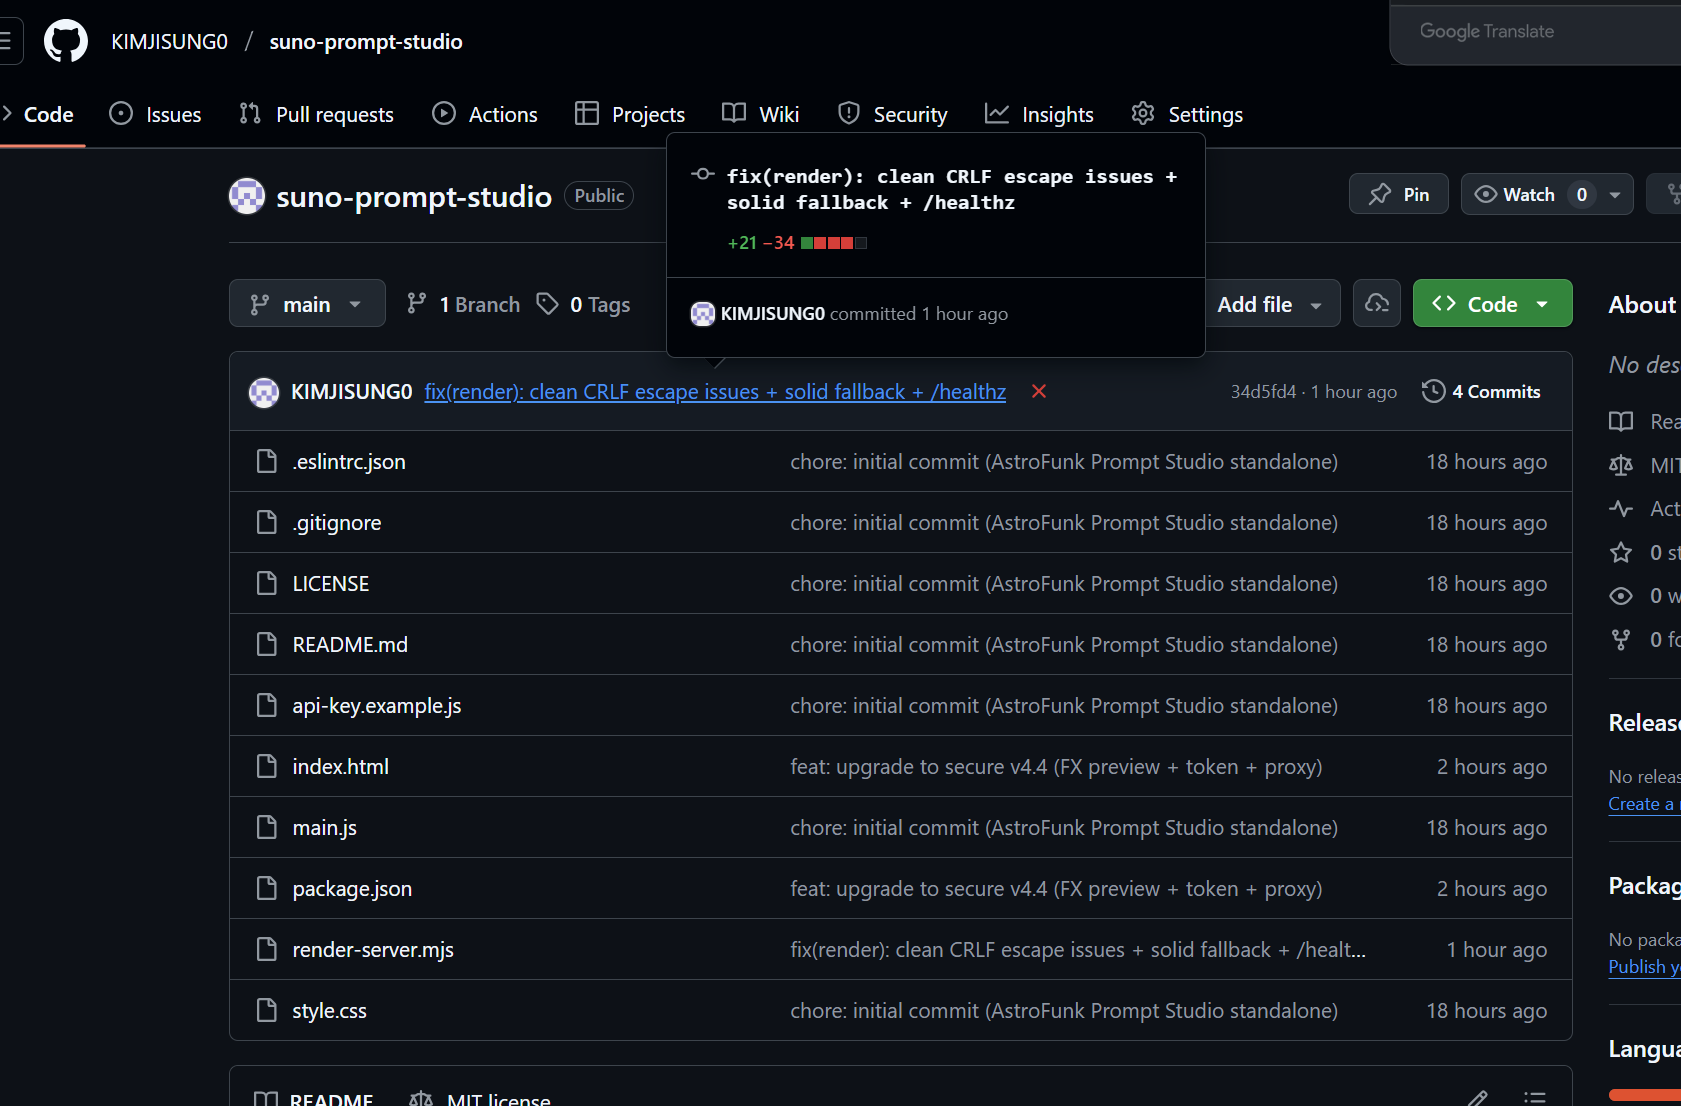 KIMJISUNG0 / suno-prompt-studio
Google Translate
Code Issues Pull requests Actions Projects Wiki Security Insights Settings
suno-prompt-studio Public
fix(render): clean CRLF escape issues +
solid fallback + /healthz
+21 −34
KIMJISUNG0 committed 1 hour ago
Pin Watch 0
main 1 Branch 0 Tags
Add file Code
KIMJISUNG0 fix(render): clean CRLF escape issues + solid fallback + /healthz 34d5fd4 · 1 hour ago 4 Commits
.eslintrc.json chore: initial commit (AstroFunk Prompt Studio standalone) 18 hours ago
.gitignore chore: initial commit (AstroFunk Prompt Studio standalone) 18 hours ago
LICENSE chore: initial commit (AstroFunk Prompt Studio standalone) 18 hours ago
README.md chore: initial commit (AstroFunk Prompt Studio standalone) 18 hours ago
api-key.example.js chore: initial commit (AstroFunk Prompt Studio standalone) 18 hours ago
index.html feat: upgrade to secure v4.4 (FX preview + token + proxy) 2 hours ago
main.js chore: initial commit (AstroFunk Prompt Studio standalone) 18 hours ago
package.json feat: upgrade to secure v4.4 (FX preview + token + proxy) 2 hours ago
render-server.mjs fix(render): clean CRLF escape issues + solid fallback + /healt... 1 hour ago
style.css chore: initial commit (AstroFunk Prompt Studio standalone) 18 hours ago
README MIT license
About
No
MIT
0
0
0
No
Create a
No
Publish